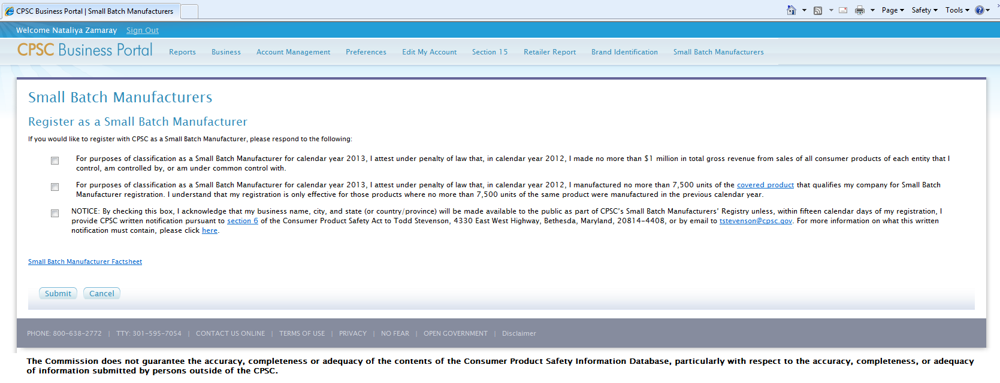 CPSC Business Portal | Small Batch Manufacturers
Page Safety Tools
Welcome Nataliya Zamaray Sign Out
CPSC Business Portal Reports Business Account Management Preferences Edit My Account Section 15 Retailer Report Brand Identification Small Batch Manufacturers
Small Batch Manufacturers
Register as a Small Batch Manufacturer
If you would like to register with CPSC as a Small Batch Manufacturer, please respond to the following:
For purposes of classification as a Small Batch Manufacturer for calendar year 2013, I attest under penalty of law that, in calendar year 2012, I made no more than $1 million in total gross revenue from sales of all consumer products of each entity that I
control, am controlled by, or am under common control with.
For purposes of classification as a Small Batch Manufacturer for calendar year 2013, I attest under penalty of law that, in calendar year 2012, I manufactured no more than 7,500 units of the covered product that qualifies my company for Small Batch
Manufacturer registration. I understand that my registration is only effective for those products where no more than 7,500 units of the same product were manufactured in the previous calendar year.
NOTICE: By checking this box, I acknowledge that my business name, city, and state (or country/province) will be made available to the public as part of CPSC's Small Batch Manufacturers' Registry unless, within fifteen calendar days of my registration, I
provide CPSC written notification pursuant to section 6 of the Consumer Product Safety Act to Todd Stevenson, 4330 East West Highway, Bethesda, Maryland, 20814-4408, or by email to tstevenson@cpsc.gov. For more information on what this written
notification must contain, please click here.
Small Batch Manufacturer Factsheet
Submit Cancel
PHONE: 800-638-2772 | TTY: 301-595-7054 | CONTACT US ONLINE | TERMS OF USE | PRIVACY | NO FEAR | OPEN GOVERNMENT | Disclaimer
The Commission does not guarantee the accuracy, completeness or adequacy of the contents of the Consumer Product Safety Information Database, particularly with respect to the accuracy, completeness, or adequacy
of information submitted by persons outside of the CPSC.